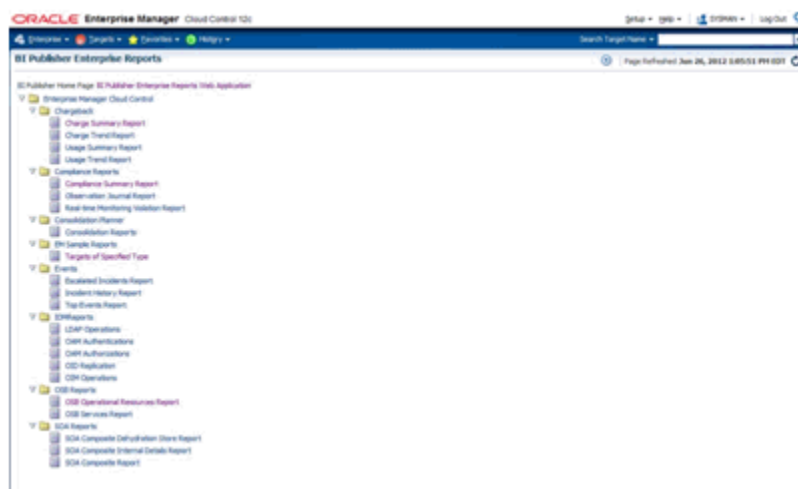 ORACLE Enterprise Manager Cloud Control 12c
Setup Help SYSMAN Log Out
Enterprise Targets Favorites History Search Target Name
BI Publisher Enterprise Reports
Page Refreshed Jun 26, 2012 1:05:51 PM EDT
BI Publisher Home Page BI Publisher Enterprise Reports Web Application
Enterprise Manager Cloud Control
Chargeback
Charge Summary Report
Charge Trend Report
Usage Summary Report
Usage Trend Report
Compliance Reports
Compliance Summary Report
Observation Journal Report
Real-time Monitoring Violation Report
Consolidation Planner
Consolidation Reports
EM Sample Reports
Targets of Specified Type
Events
Escalated Incidents Report
Incident History Report
Top Events Report
IDMReports
LDAP Operations
OAM Authentications
OAM Authorizations
OID Replication
OIM Operations
OSB Reports
OSB Operational Resources Report
OSB Services Report
SOA Reports
SOA Composite Dehydration Store Report
SOA Composite Internal Details Report
SOA Composite Report